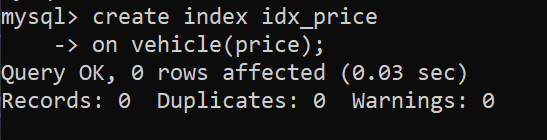 mysql> create index idx_price
    -> on vehicle(price);
Query OK, 0 rows affected (0.03 sec)
Records: 0  Duplicates: 0  Warnings: 0